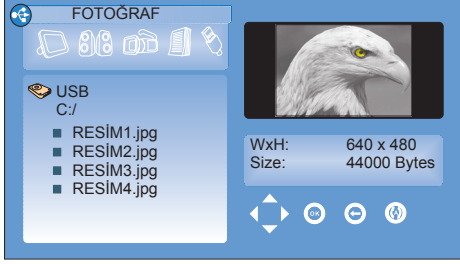 FOTOĞRAF
USB
C:/
RESİM1.jpg
RESİM2.jpg
RESİM3.jpg
RESİM4.jpg
WxH: 640 x 480
Size: 44000 Bytes
OK